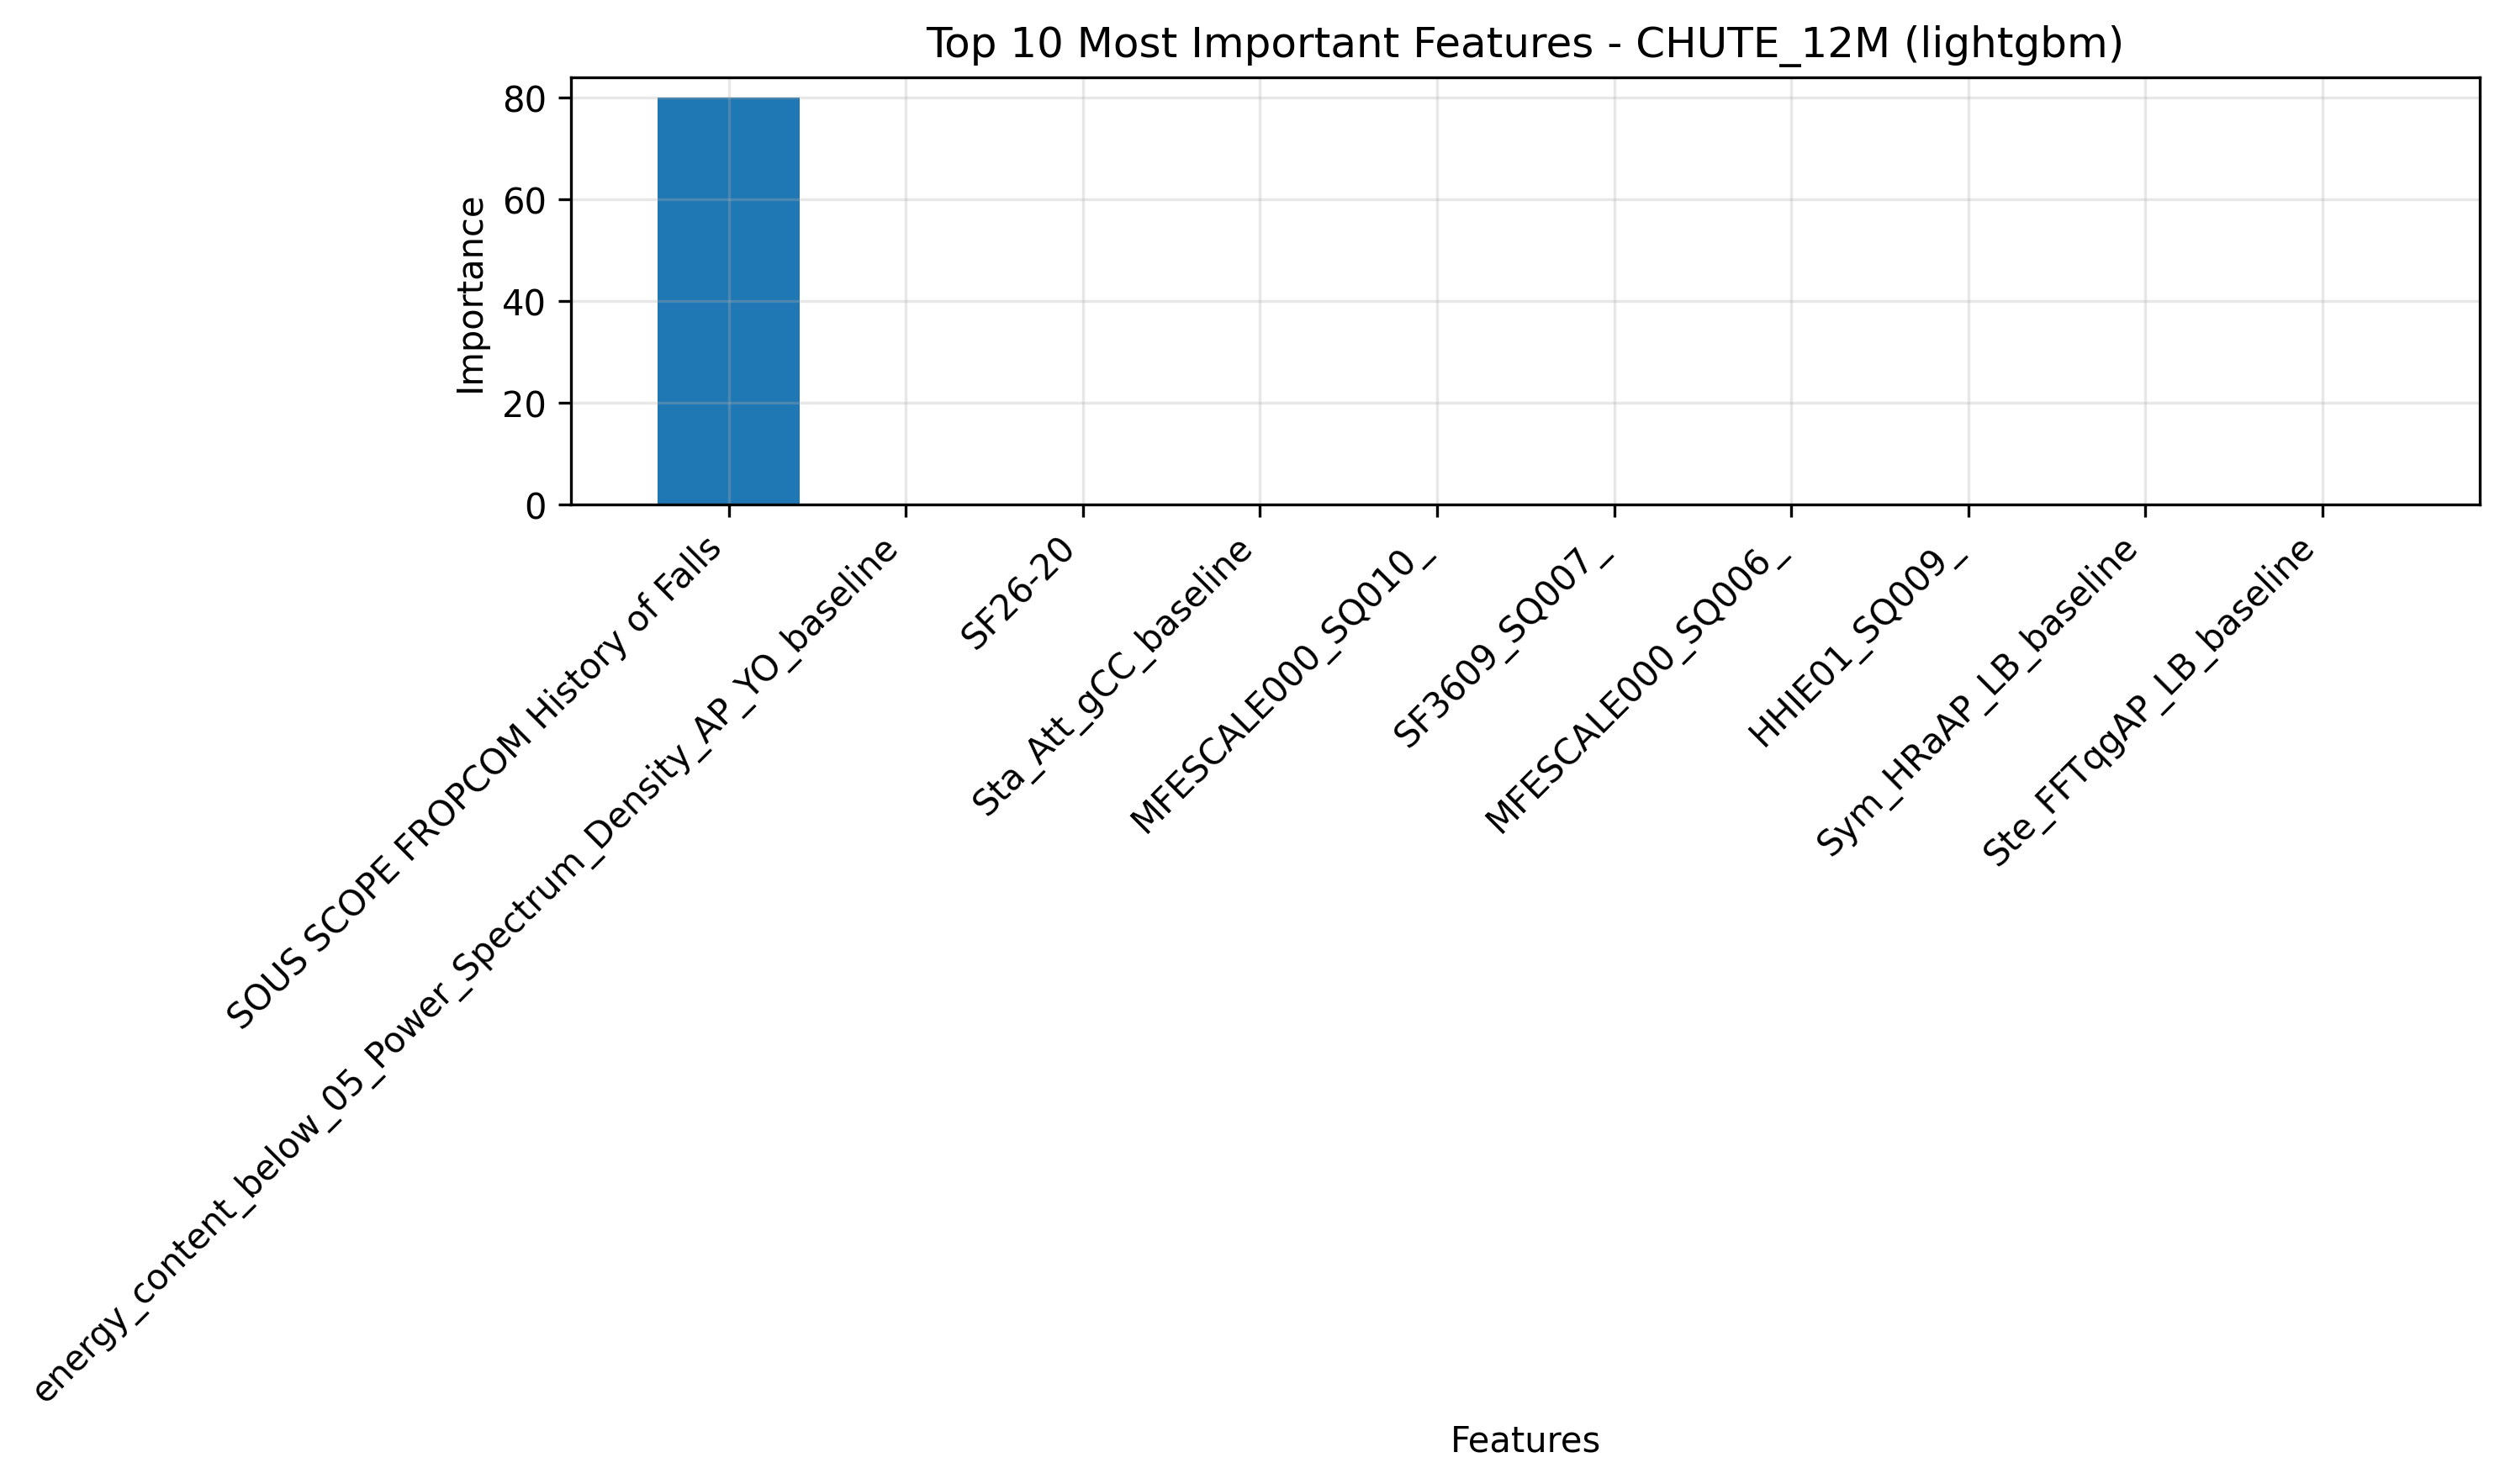 Top 10 Most Important Features - CHUTE_12M (lightgbm)
Importance
80
60
40
20
0
SOUS SCOPE FROPCOM History of Falls
energy_content_below_05_Power_Spectrum_Density_AP_YO_baseline
SF26-20
Sta_Att_gCC_baseline
MFESCALE000_SQ010_
SF3609_SQ007_
MFESCALE000_SQ006_
HHIE01_SQ009_
Sym_HRaAP_LB_baseline
Ste_FFTqgAP_LB_baseline
Features